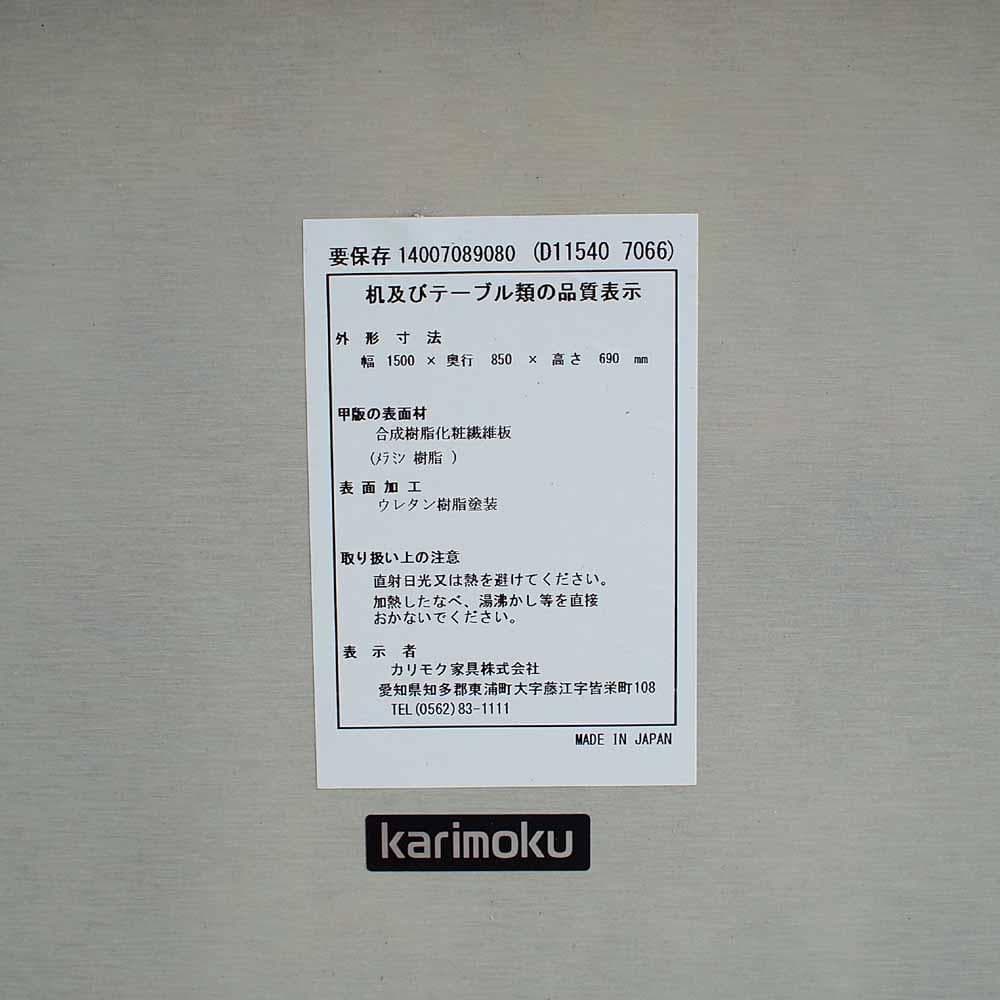 要保存 14007089080 (D11540 7066)
机及びテーブル類の品質表示
外 形 寸 法
幅 1500 × 奥行 850 × 高さ 690 mm
甲版の表面材
合成樹脂化粧繊維板
(ﾒﾗﾐﾝ 樹脂 )
表 面 加 工
ウレタン樹脂塗装
取り扱い上の注意
直射日光又は熱を避けてください。
加熱したなべ、湯沸かし等を直接
おかないでください。
表 示 者
カリモク家具株式会社
愛知県知多郡東浦町大字藤江字皆栄町108
TEL(0562)83-1111
MADE IN JAPAN
karimoku